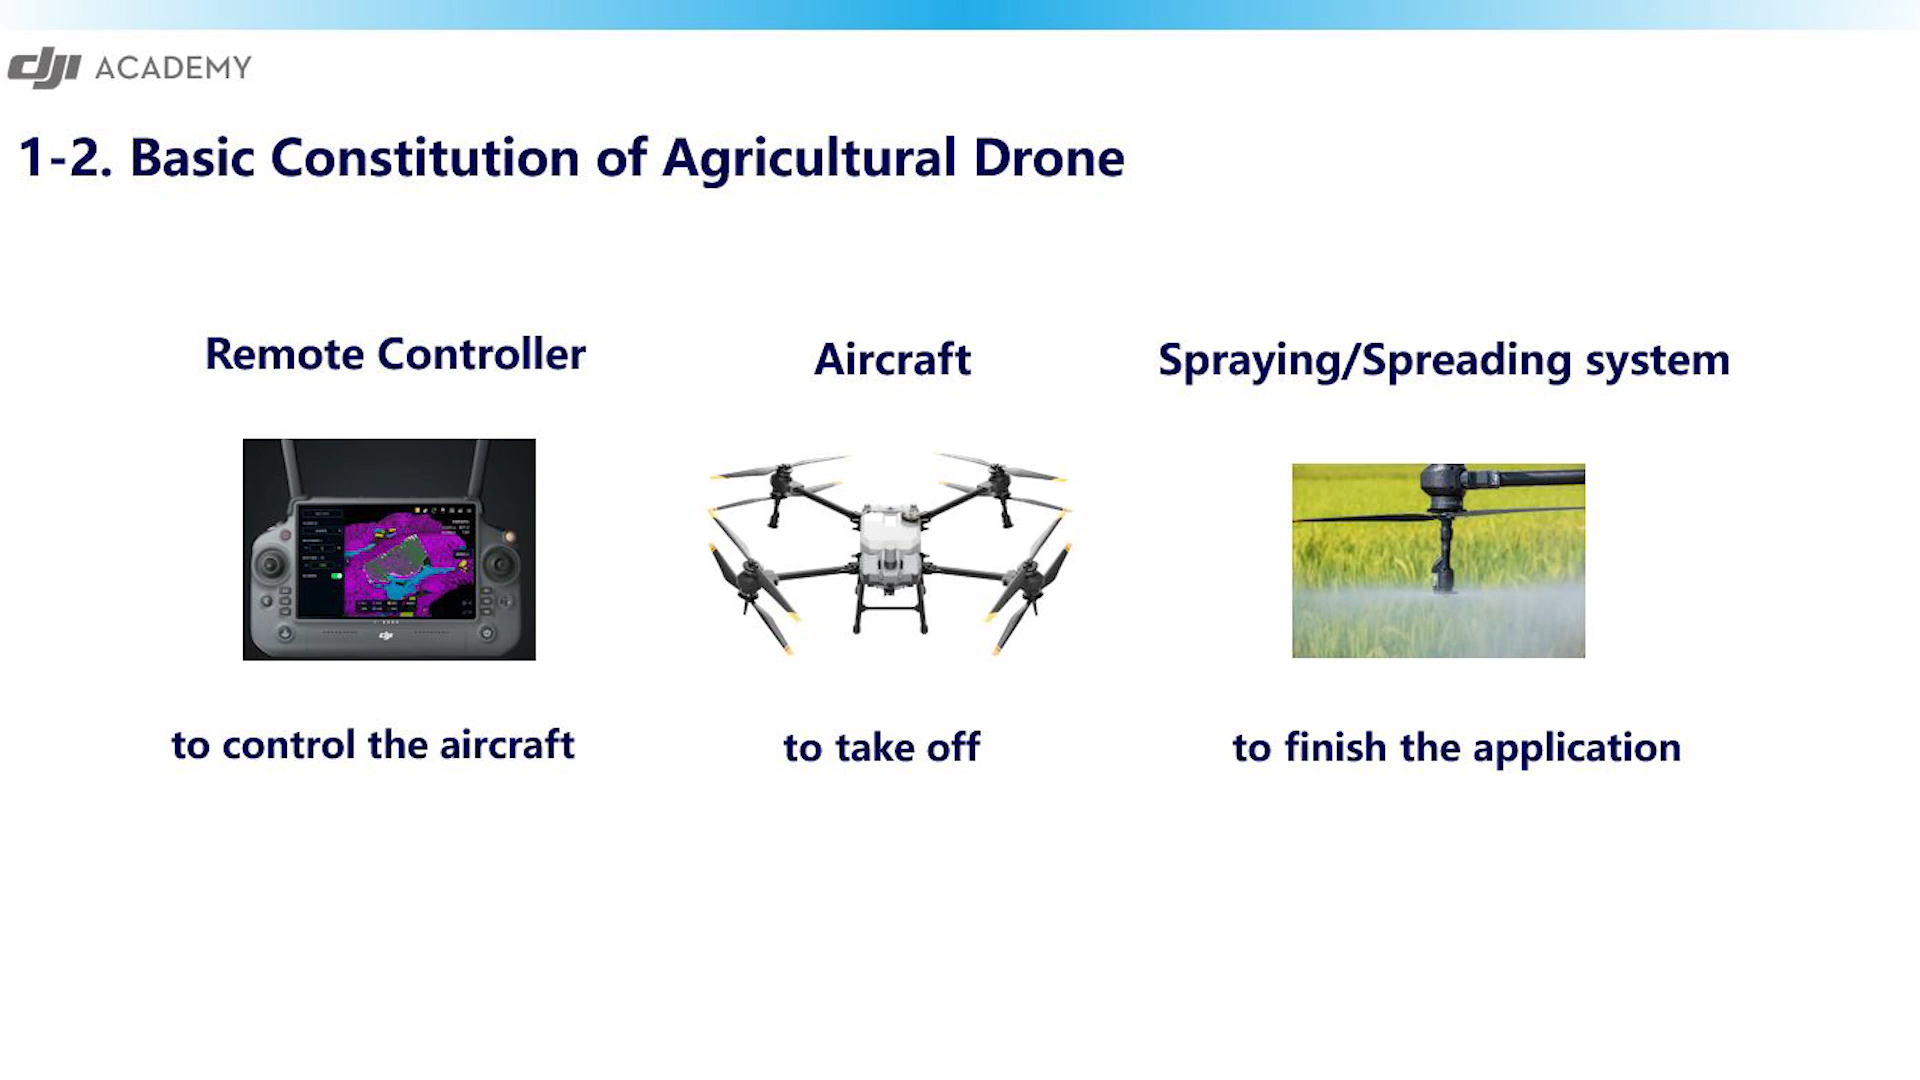 dji ACADEMY
1-2. Basic Constitution of Agricultural Drone
Remote Controller
Aircraft
Spraying/Spreading system
dji
to control the aircraft
to take off
to finish the application